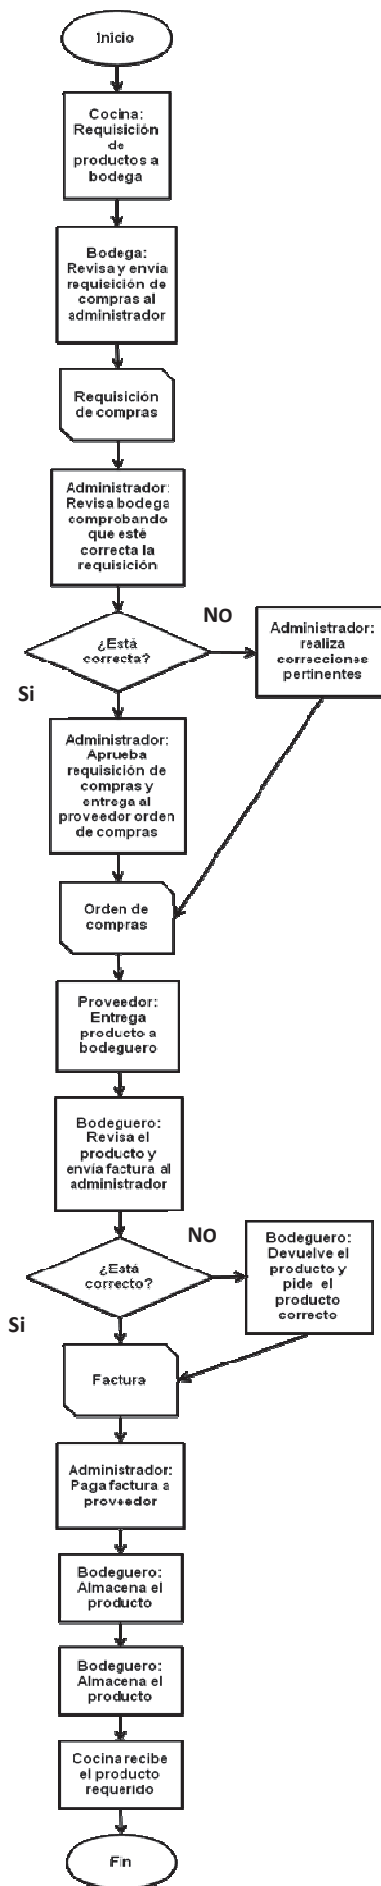 Inicio
Cocina:
Requisición
de
productos a
bodega
Bodega:
Revisa y envía
requisición de
compras al
administrador
Requisición
de compras
Administrador:
Revisa bodega
comprobando
que esté
correcta la
requisición
¿Está
correcta?
NO
Administrador:
realiza
correcciones
pertinentes
Si
Administrador:
Aprueba
requisición de
compras y
entrega al
proveedor orden
de compras
Orden de
compras
Proveedor:
Entrega
producto a
bodeguero
Bodeguero:
Revisa el
producto y
envía factura al
administrador
¿Está
correcto?
NO
Bodeguero:
Devuelve el
producto y
pide el
producto
correcto
Si
Factura
Administrador:
Paga factura a
proveedor
Bodeguero:
Almacena el
producto
Bodeguero:
Almacena el
producto
Cocina recibe
el producto
requerido
Fin